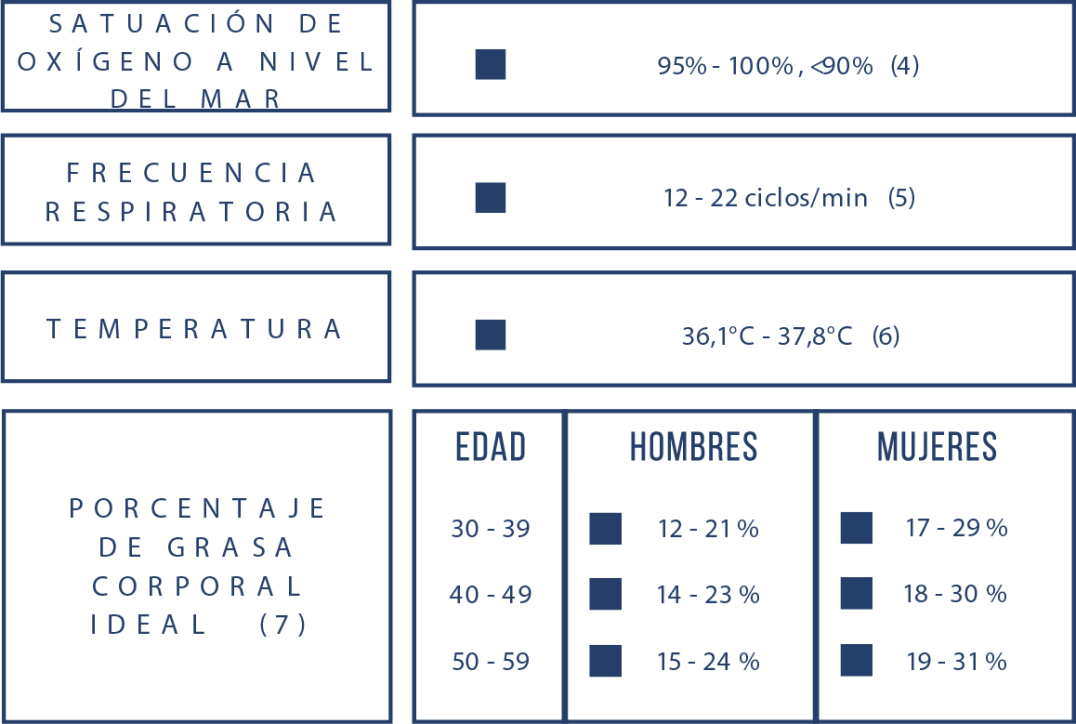 SATUACIÓN DE
OXÍGENO A NIVEL
DEL MAR
95% - 100% , <90% (4)
FRECUENCIA
RESPIRATORIA
12 - 22 ciclos/min (5)
TEMPERATURA
36,1°C - 37,8°C (6)
PORCENTAJE
DE GRASA
CORPORAL
IDEAL (7)
EDAD HOMBRES MUJERES
30 - 39 12 - 21 % 17 - 29 %
40 - 49 14 - 23 % 18 - 30 %
50 - 59 15 - 24 % 19 - 31 %